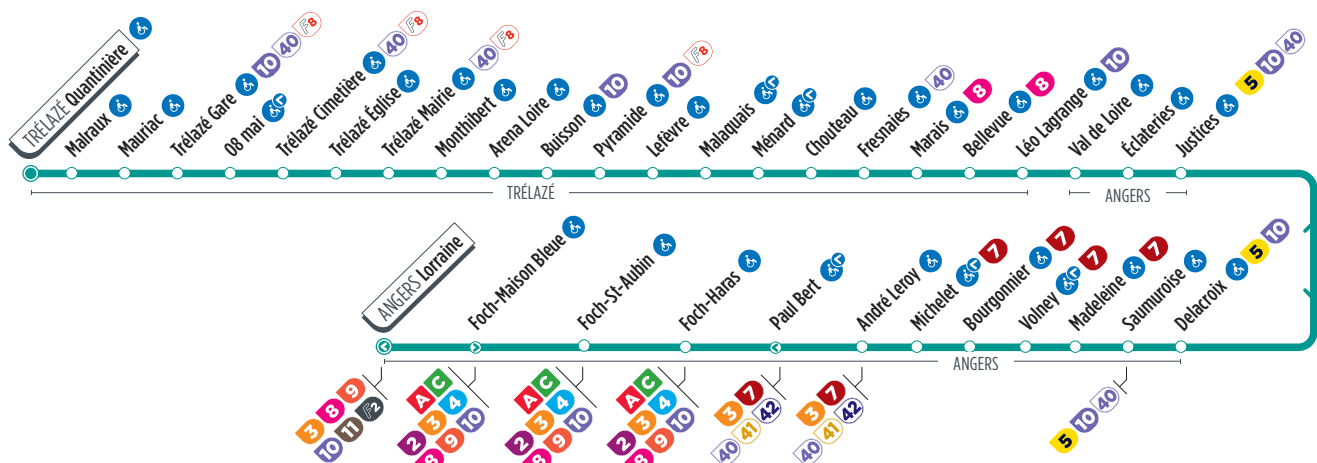 TRÉLAZÉ Quantinière
Malraux
Mauriac
Trélazé Gare 10 40 F8
08 mai
Trélazé Cimetière 40 F8
Trélazé Église
Trélazé Mairie 40 F8
Monthibert
Arena Loire
Buisson 10
Pyramide 10 F8
Lefèvre
Malaquais
Ménard
Chouteau
Fresnaies 40
Marais 8
Bellevue 8
Léo Lagrange 10
Val de Loire
Éclateries
Justices 5 10 40
TRÉLAZÉ
ANGERS
ANGERS Lorraine
Foch-Maison Bleue
Foch-St-Aubin
Foch-Haras
Paul Bert
André Leroy
Michelet 7
Bourgonnier 7
Volney 7
Madeleine 7
Saumuroise
Delacroix 5 10
ANGERS
3 8 9
10 11 F2
A C
2 3 4
8 9 10
A C
2 3 4
8 9 10
A C
2 3 4
8 9 10
3 7
40 41 42
3 7
40 41 42
5 10 40